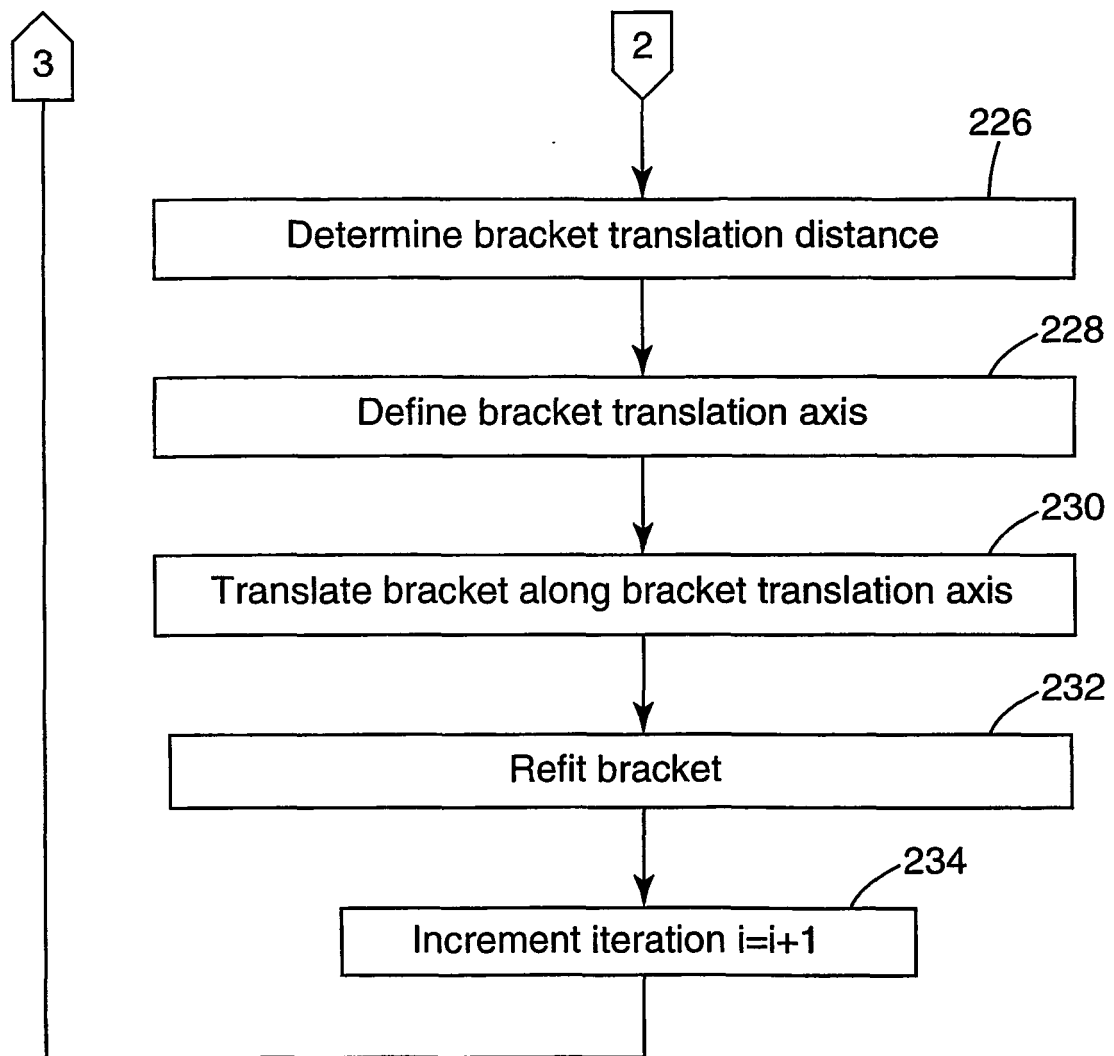 3
2
226
Determine bracket translation distance
228
Define bracket translation axis
230
Translate bracket along bracket translation axis
232
Refit bracket
234
Increment iteration i=i+1